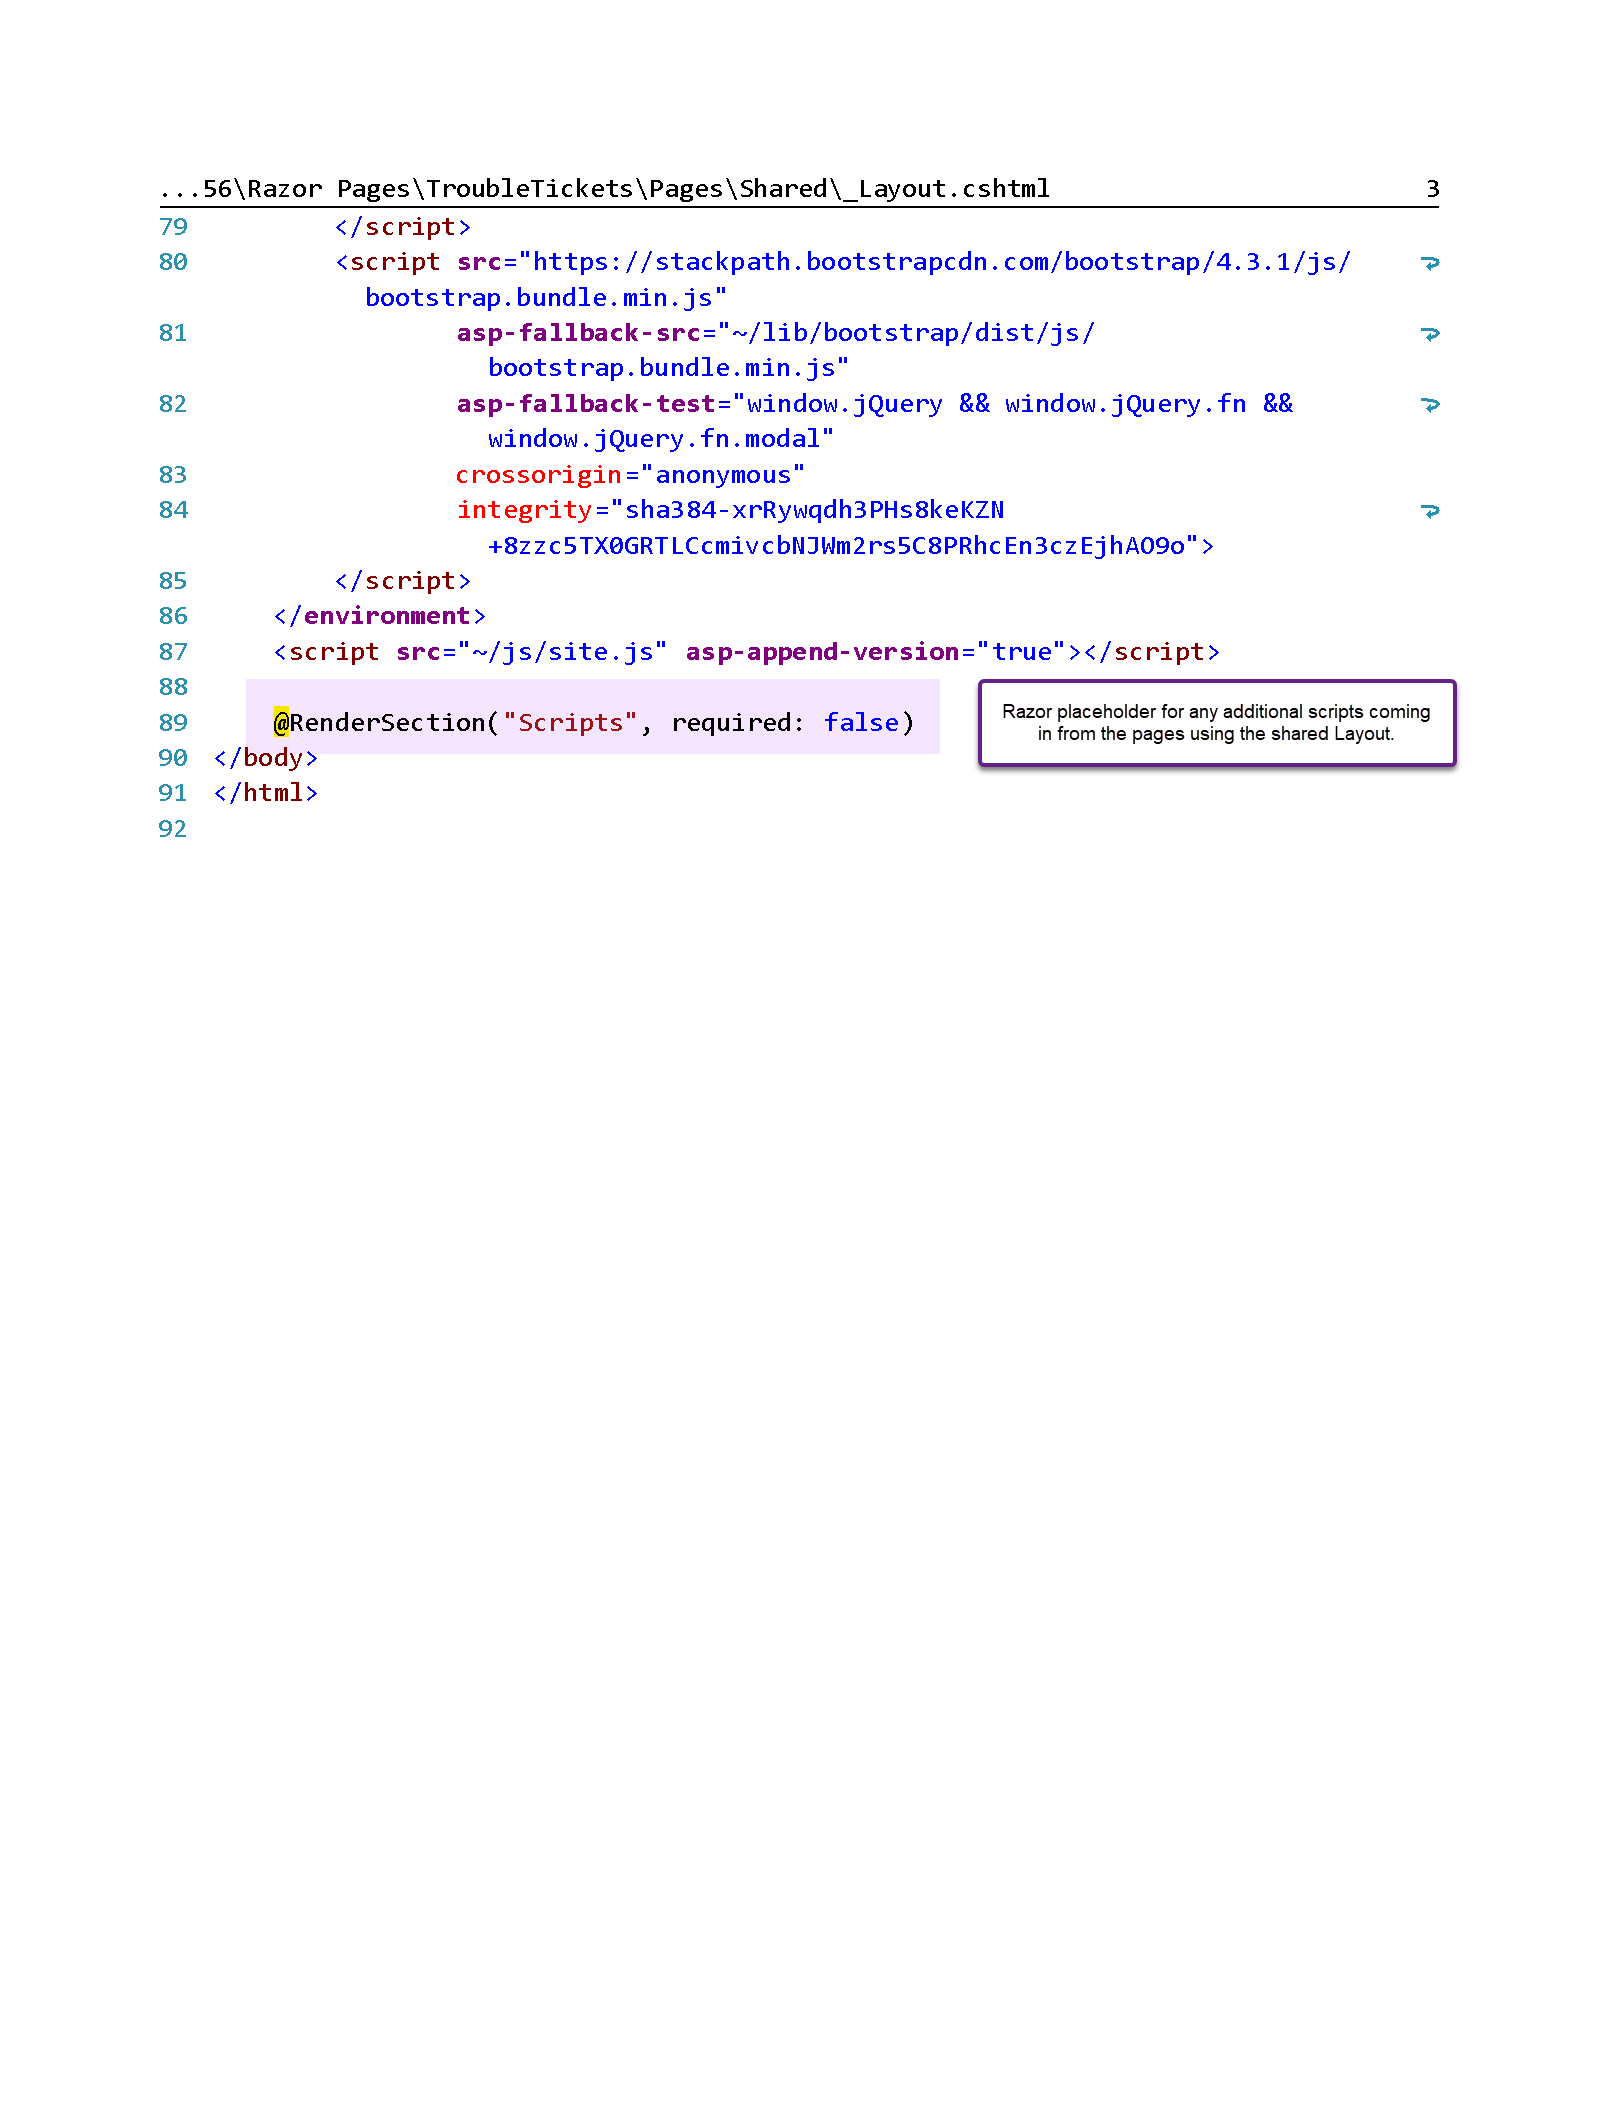 ...56\Razor Pages\TroubleTickets\Pages\Shared\_Layout.cshtml 3
79 </script>
80 <script src="https://stackpath.bootstrapcdn.com/bootstrap/4.3.1/js/
bootstrap.bundle.min.js"
81 asp-fallback-src="~/lib/bootstrap/dist/js/
bootstrap.bundle.min.js"
82 asp-fallback-test="window.jQuery && window.jQuery.fn &&
window.jQuery.fn.modal"
83 crossorigin="anonymous"
84 integrity="sha384-xrRywqdh3PHs8keKZN
+8zzc5TX0GRTLCcmivcbNJWm2rs5C8PRhcEn3czEjhAO9o">
85 </script>
86 </environment>
87 <script src="~/js/site.js" asp-append-version="true"></script>
88
89 @RenderSection("Scripts", required: false)
Razor placeholder for any additional scripts coming
in from the pages using the shared Layout.
90 </body>
91 </html>
92